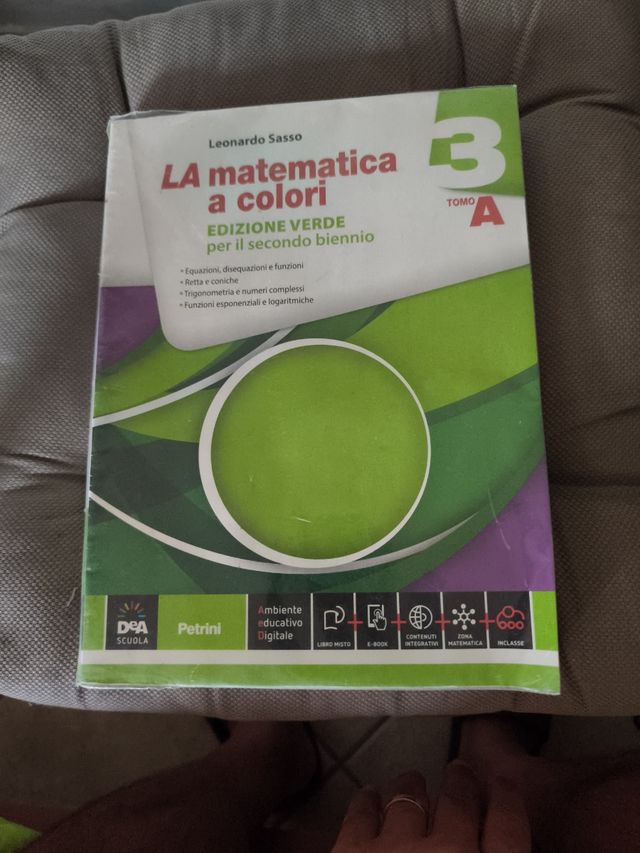 Leonardo Sasso
3
LA matematica
a colori
TOMO
A
EDIZIONE VERDE
per il secondo biennio
• Equazioni, disequazioni e funzioni
• Retta e coniche
• Trigonometria e numeri complessi
• Funzioni esponenziali e logaritmiche
DeA
SCUOLA
Petrini
Ambiente
educativo
Digitale
LIBRO MISTO
+
E-BOOK
+
CONTENUTI
INTEGRATIVI
+
ZONA
MATEMATICA
+
INCLASSE